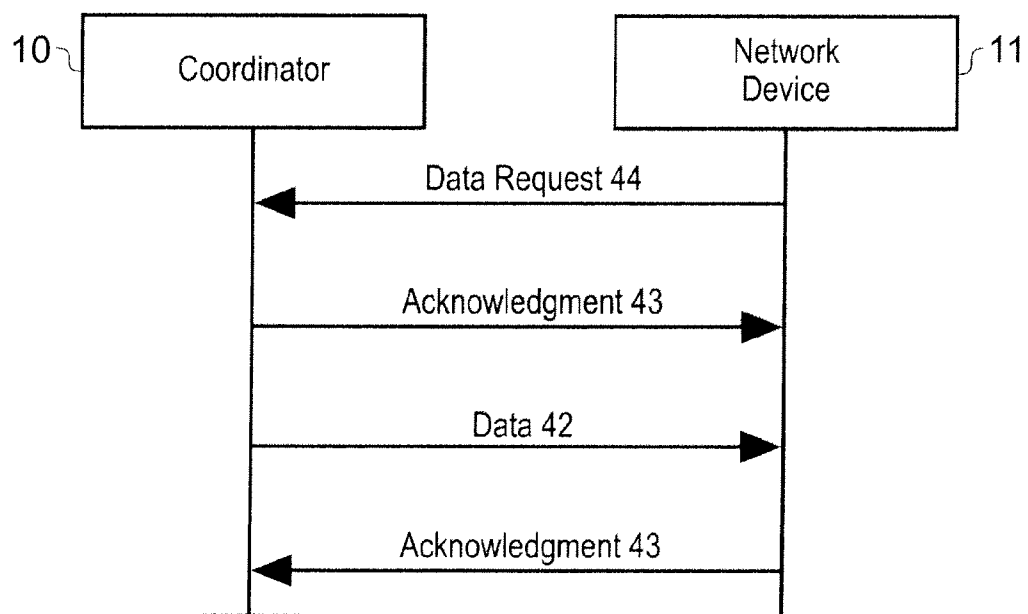 10
Coordinator
Network
Device
11
Data Request 44
Acknowledgment 43
Data 42
Acknowledgment 43